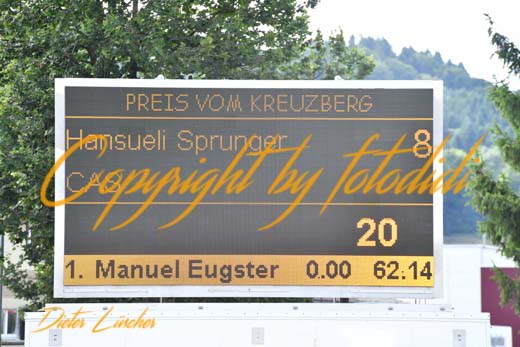 PREIS VOM KREUZBERG
Hansueli Sprunger 8
Copyright by fotodidi
20
1. Manuel Eugster 0.00 62:14
Dieter Lüscher